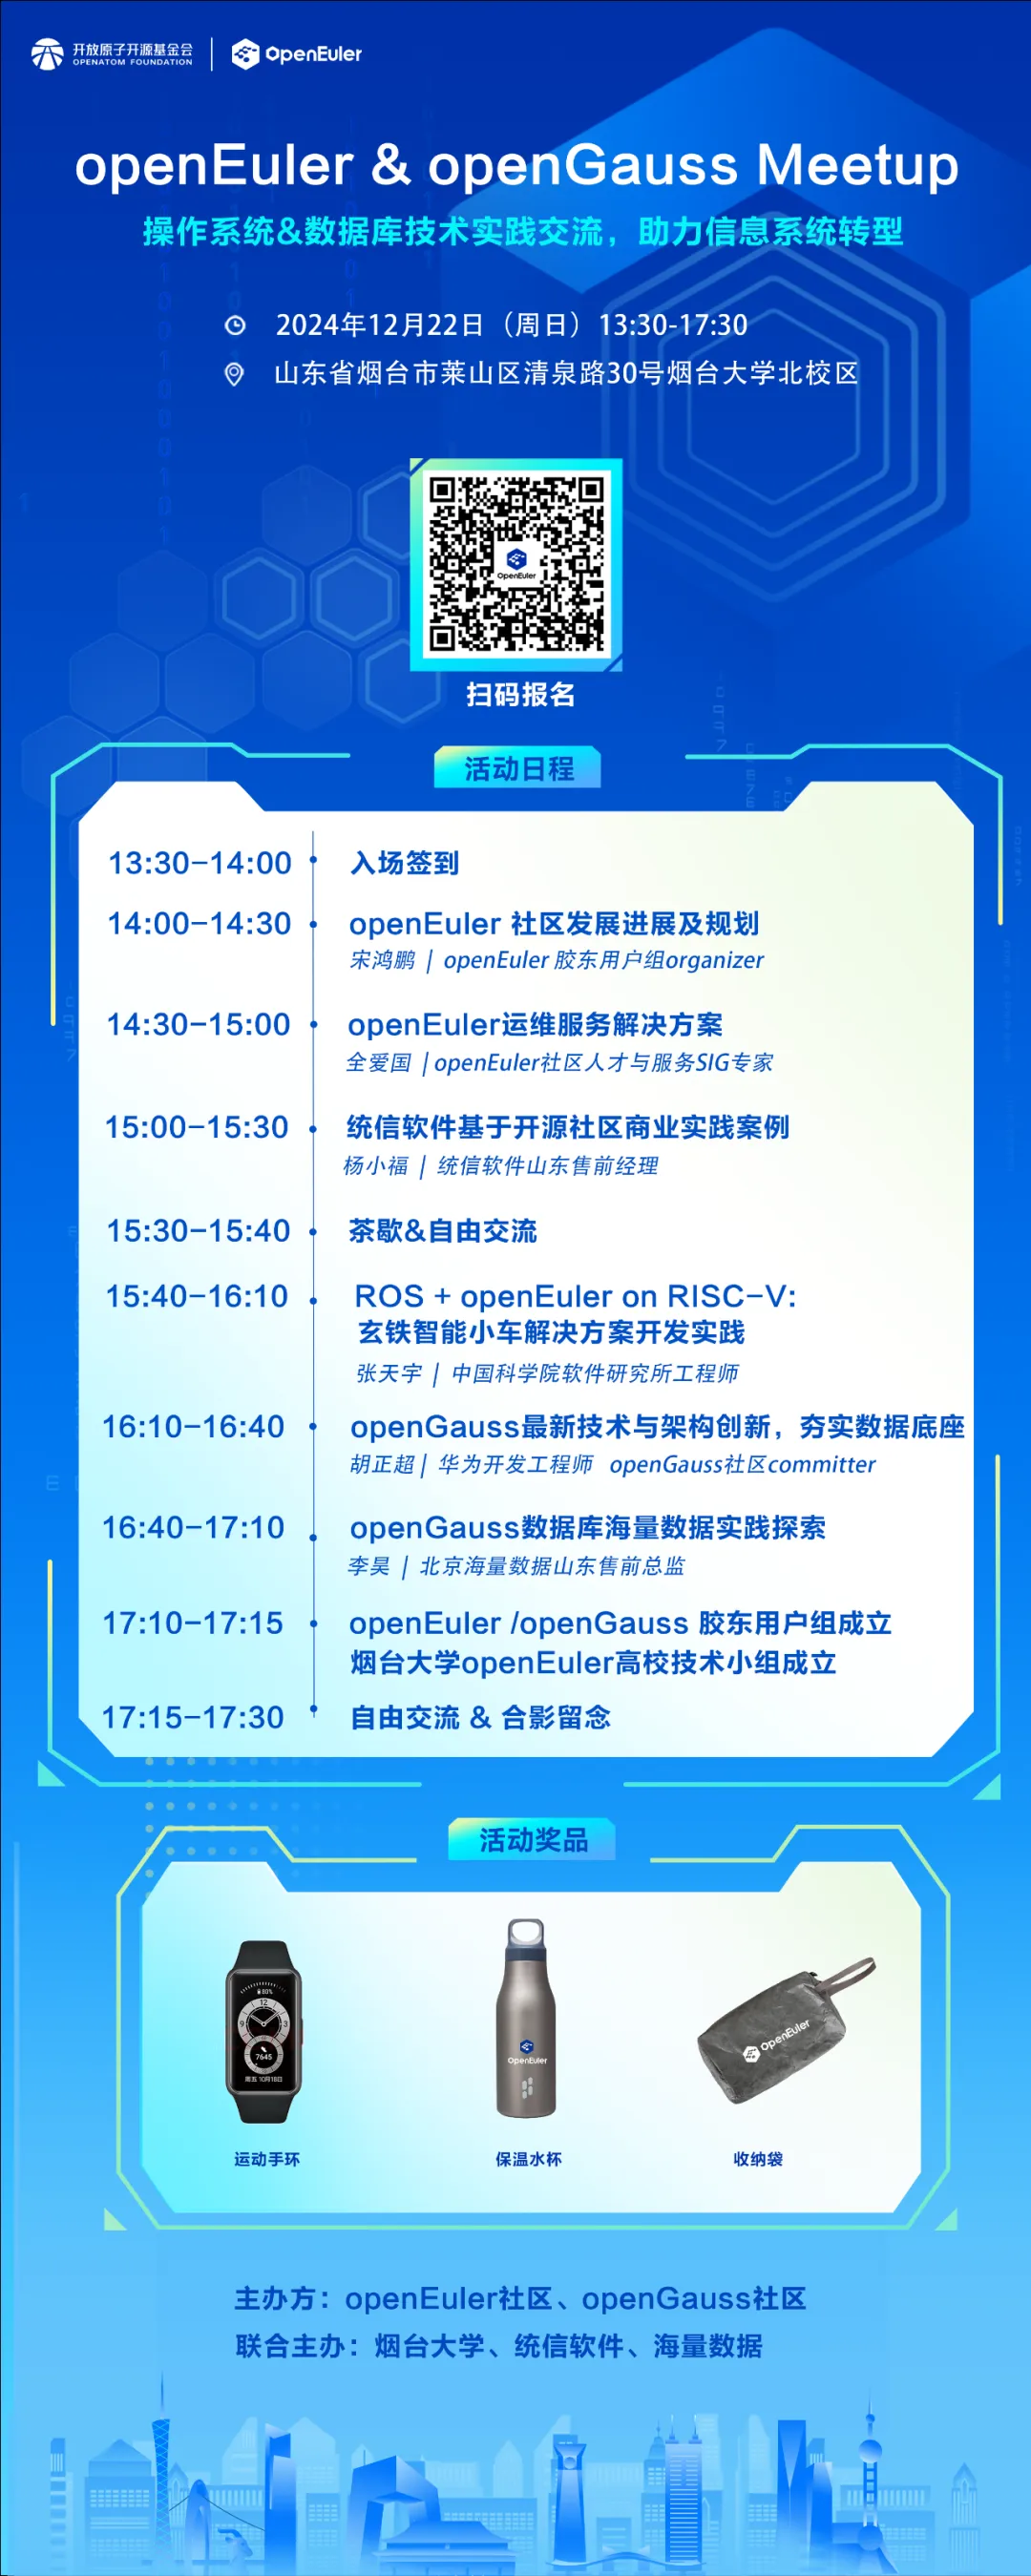 开放原子开源基金会
OPENATOM FOUNDATION
OpenEuler
openEuler & openGauss Meetup
操作系统&数据库技术实践交流，助力信息系统转型
2024年12月22日（周日）13:30-17:30
山东省烟台市莱山区清泉路30号烟台大学北校区
OpenEuler
扫码报名
活动日程
13:30-14:00 入场签到
14:00-14:30 openEuler 社区发展进展及规划
宋鸿鹏 | openEuler 胶东用户组organizer
14:30-15:00 openEuler运维服务解决方案
全爱国 | openEuler社区人才与服务SIG专家
15:00-15:30 统信软件基于开源社区商业实践案例
杨小福 | 统信软件山东售前经理
15:30-15:40 茶歇&自由交流
15:40-16:10 ROS + openEuler on RISC-V:
玄铁智能小车解决方案开发实践
张天宇 | 中国科学院软件研究所工程师
16:10-16:40 openGauss最新技术与架构创新，夯实数据底座
胡正超 | 华为开发工程师 openGauss社区committer
16:40-17:10 openGauss数据库海量数据实践探索
李昊 | 北京海量数据山东售前总监
17:10-17:15 openEuler /openGauss 胶东用户组成立
烟台大学openEuler高校技术小组成立
17:15-17:30 自由交流 & 合影留念
活动奖品
80%
12
9 3
7645
周五 10月18日
OpenEuler
OpenEuler
运动手环 保温水杯 收纳袋
主办方：openEuler社区、openGauss社区
联合主办：烟台大学、统信软件、海量数据